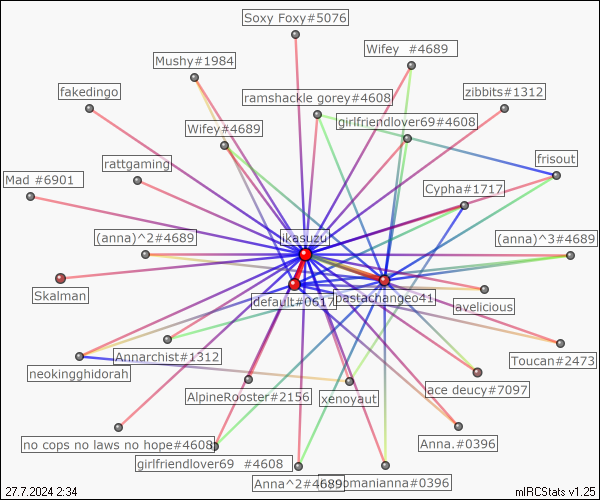 Soxy Foxy#5076
Wifey  #4689
Mushy#1984
fakedingo
ramshackle gorey#4608
zibbits#1312
girlfriendlover69#4608
Wifey#4689
frisout
rattgaming
Mad #6901
Cypha#1717
(anna)^2#4689
ikasuzu
(anna)^3#4689
Skalman
default#0617
pastachangeo41
avelicious
Annarchist#1312
Toucan#2473
neokingghidorah
AlpineRooster#2156
xenoyaut
ace deucy#7097
no cops no laws no hope#4608
Anna.#0396
girlfriendlover69  #4608
Anna^2#4689
omanianna#0396
27.7.2024 2:34
mIRCStats v1.25